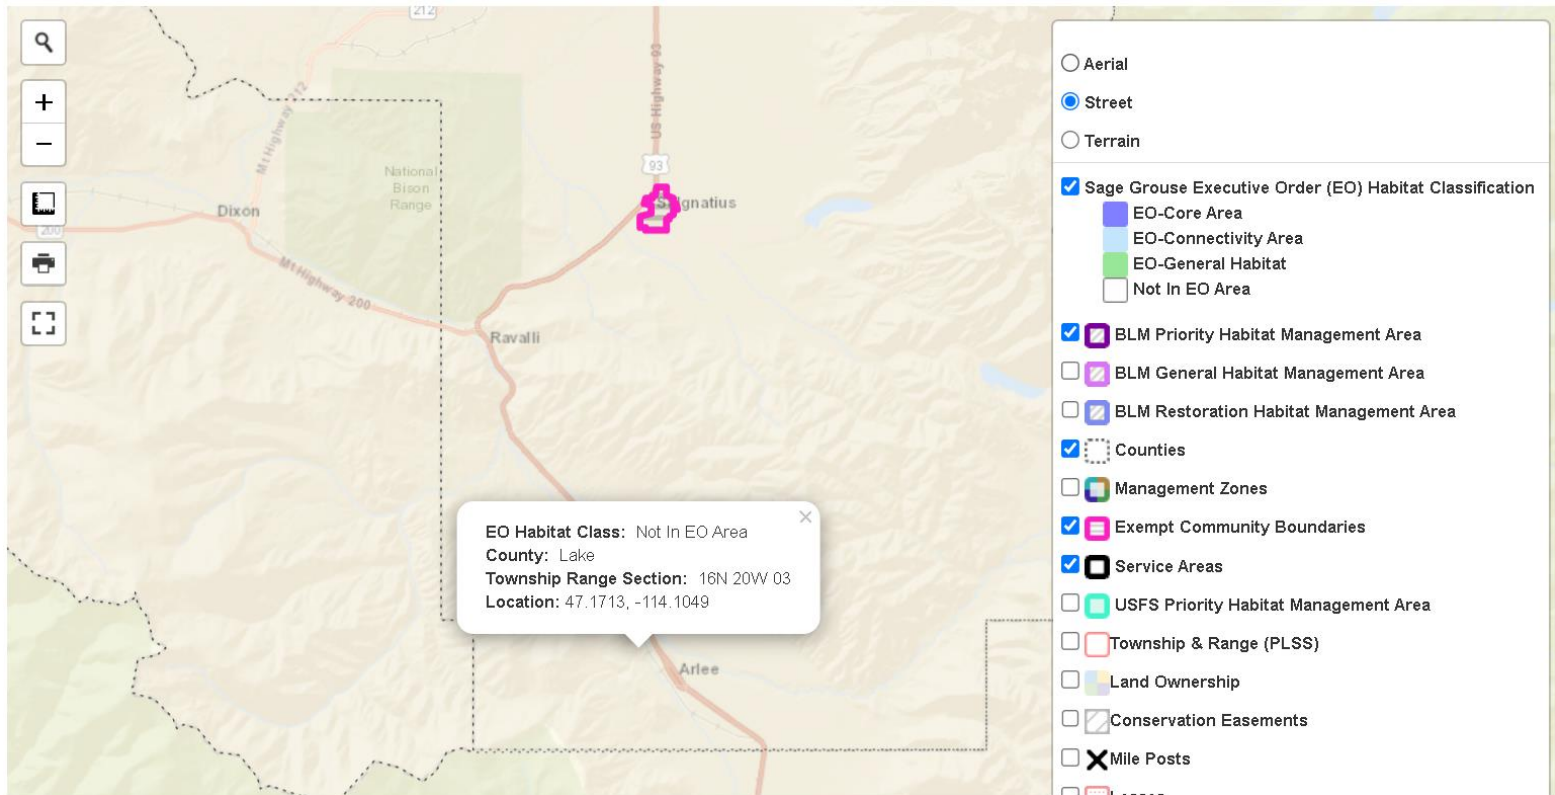 212
US Highway 93
Mt Highway 212
93
National
Bison
Range
Dixon
200
Mt Highway 200
Ravalli
Arlee
+
−
EO Habitat Class: Not In EO Area
County: Lake
Township Range Section: 16N 20W 03
Location: 47.1713, -114.1049
×
Aerial
Street
Terrain
Sage Grouse Executive Order (EO) Habitat Classification
EO-Core Area
EO-Connectivity Area
EO-General Habitat
Not In EO Area
BLM Priority Habitat Management Area
BLM General Habitat Management Area
BLM Restoration Habitat Management Area
Counties
Management Zones
Exempt Community Boundaries
Service Areas
USFS Priority Habitat Management Area
Township & Range (PLSS)
Land Ownership
Conservation Easements
Mile Posts